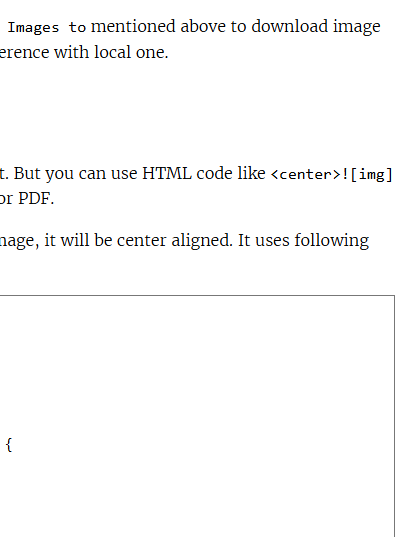 Images to mentioned above to download image
erence with local one.
t. But you can use HTML code like <center>![img]
or PDF.
nage, it will be center aligned. It uses following
{